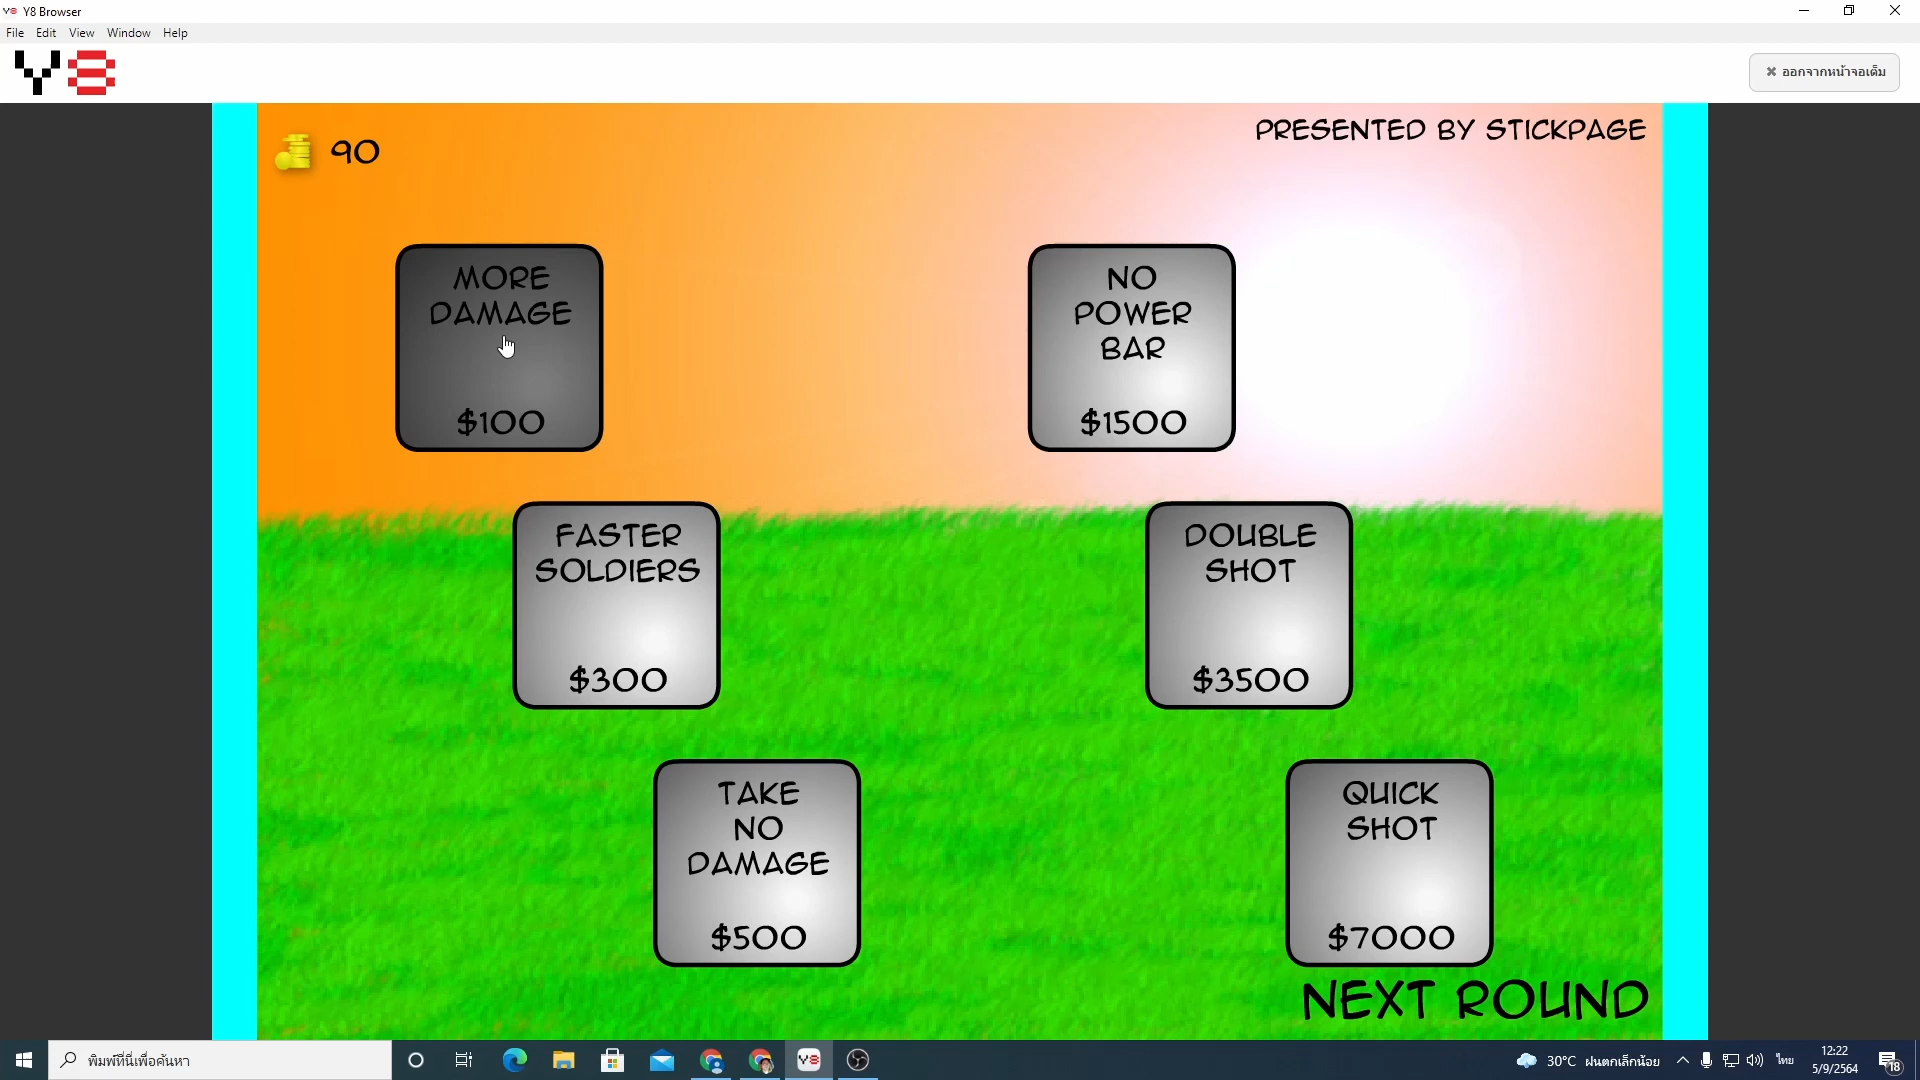 Y8 Browser
File Edit View Window Help
Y8
✖ ออกจากหน้าจอเต็ม
90
PRESENTED BY STICKPAGE
MORE
DAMAGE
$100
NO
POWER
BAR
$1500
FASTER
SOLDIERS
$300
DOUBLE
SHOT
$3500
TAKE
NO
DAMAGE
$500
QUICK
SHOT
$7000
NEXT ROUND
พิมพ์ที่นี่เพื่อค้นหา
Y8
30°C ฝนตกเล็กน้อย
ไทย
12:22
5/9/2564
18